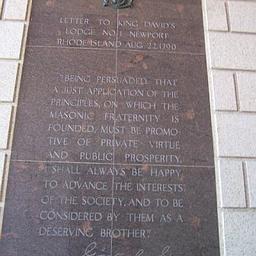 LETTER TO KING DAVID'S
LODGE NO. 1 NEWPORT
RHODE ISLAND AUG. 22, 1790
"BEING PERSUADED THAT
A JUST APPLICATION OF THE
PRINCIPLES, ON WHICH THE
MASONIC FRATERNITY IS
FOUNDED, MUST BE PROMO-
TIVE OF PRIVATE VIRTUE
AND PUBLIC PROSPERITY,
I SHALL ALWAYS BE HAPPY
TO ADVANCE THE INTERESTS
OF THE SOCIETY, AND TO BE
CONSIDERED BY THEM AS A
DESERVING BROTHER."